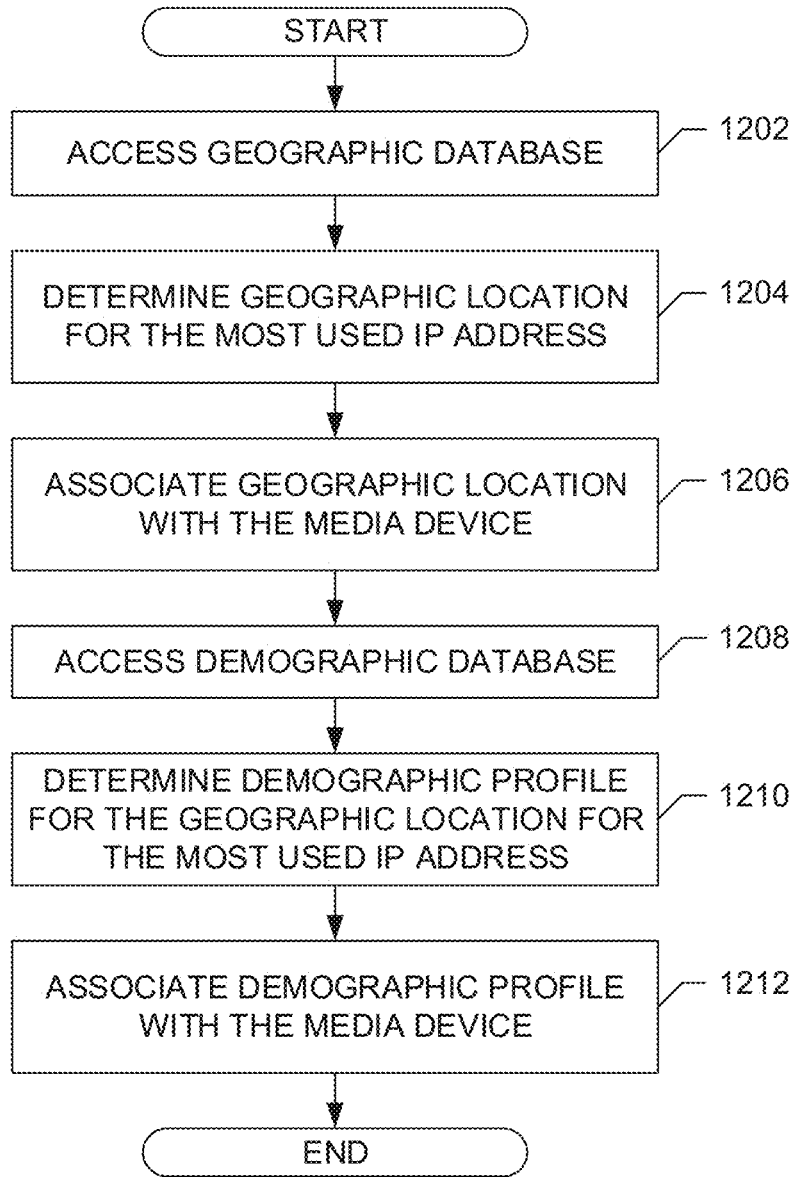 START
ACCESS GEOGRAPHIC DATABASE
1202
DETERMINE GEOGRAPHIC LOCATION
FOR THE MOST USED IP ADDRESS
1204
ASSOCIATE GEOGRAPHIC LOCATION
WITH THE MEDIA DEVICE
1206
ACCESS DEMOGRAPHIC DATABASE
1208
DETERMINE DEMOGRAPHIC PROFILE
FOR THE GEOGRAPHIC LOCATION FOR
THE MOST USED IP ADDRESS
1210
ASSOCIATE DEMOGRAPHIC PROFILE
WITH THE MEDIA DEVICE
1212
END